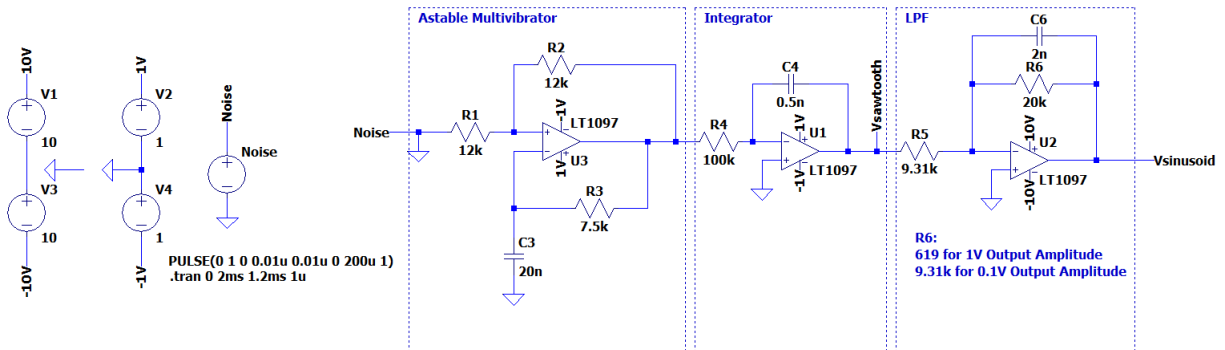 Astable Multivibrator
Integrator
LPF
10V
1V
V1
10
V2
1
V3
10
V4
1
-10V
-1V
Noise
Noise
PULSE(0 1 0 0.01u 0.01u 0 200u 1)
.tran 0 2ms 1.2ms 1u
Noise
R1
12k
R2
12k
-1V
LT1097
U3
1V
R3
7.5k
C3
20n
R4
100k
C4
0.5n
1V
U1
-1V
LT1097
Vsawtooth
R5
9.31k
C6
2n
R6
20k
10V
U2
-10V
LT1097
Vsinusoid
R6:
619 for 1V Output Amplitude
9.31k for 0.1V Output Amplitude